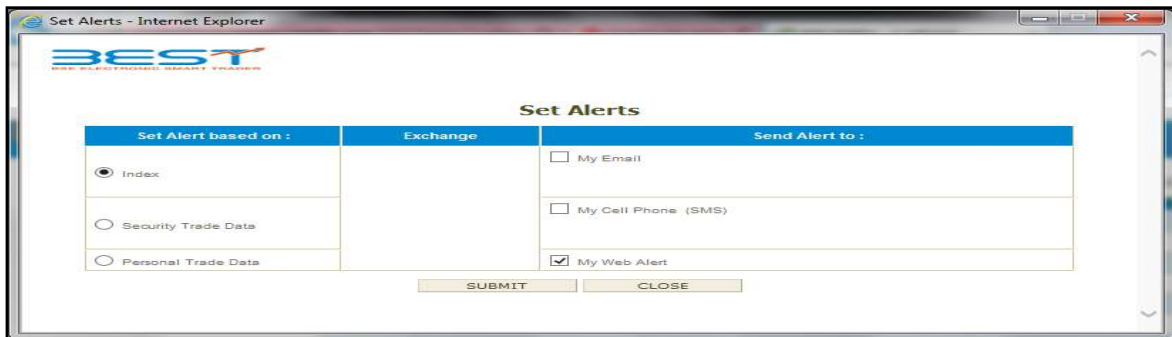 Set Alerts - Internet Explorer
BEST
BSE ELECTRONIC SMART TRADER
Set Alerts
Set Alert based on : Exchange Send Alert to :
Index My Email
Security Trade Data My Cell Phone (SMS)
Personal Trade Data My Web Alert
SUBMIT CLOSE